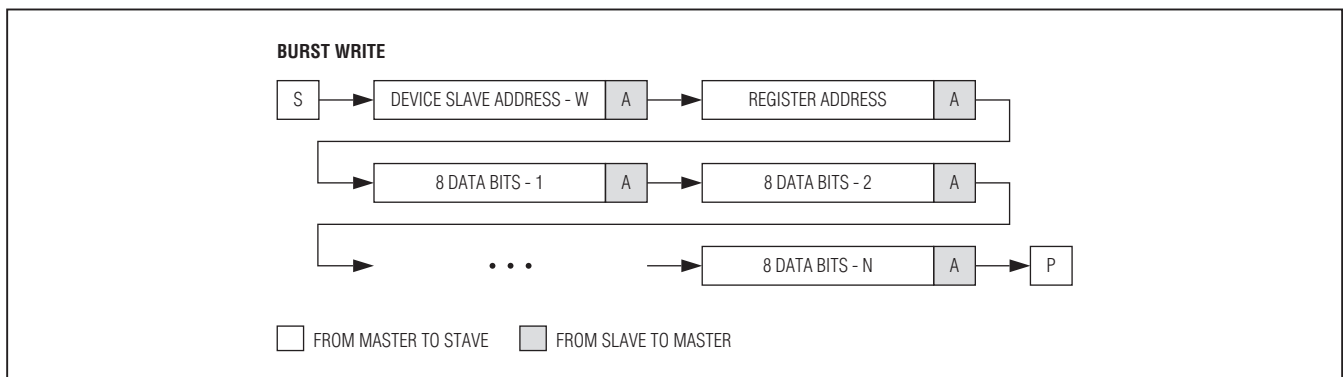 BURST WRITE
S DEVICE SLAVE ADDRESS - W A REGISTER ADDRESS A
8 DATA BITS - 1 A 8 DATA BITS - 2 A
• • • 8 DATA BITS - N A P
FROM MASTER TO STAVE FROM SLAVE TO MASTER